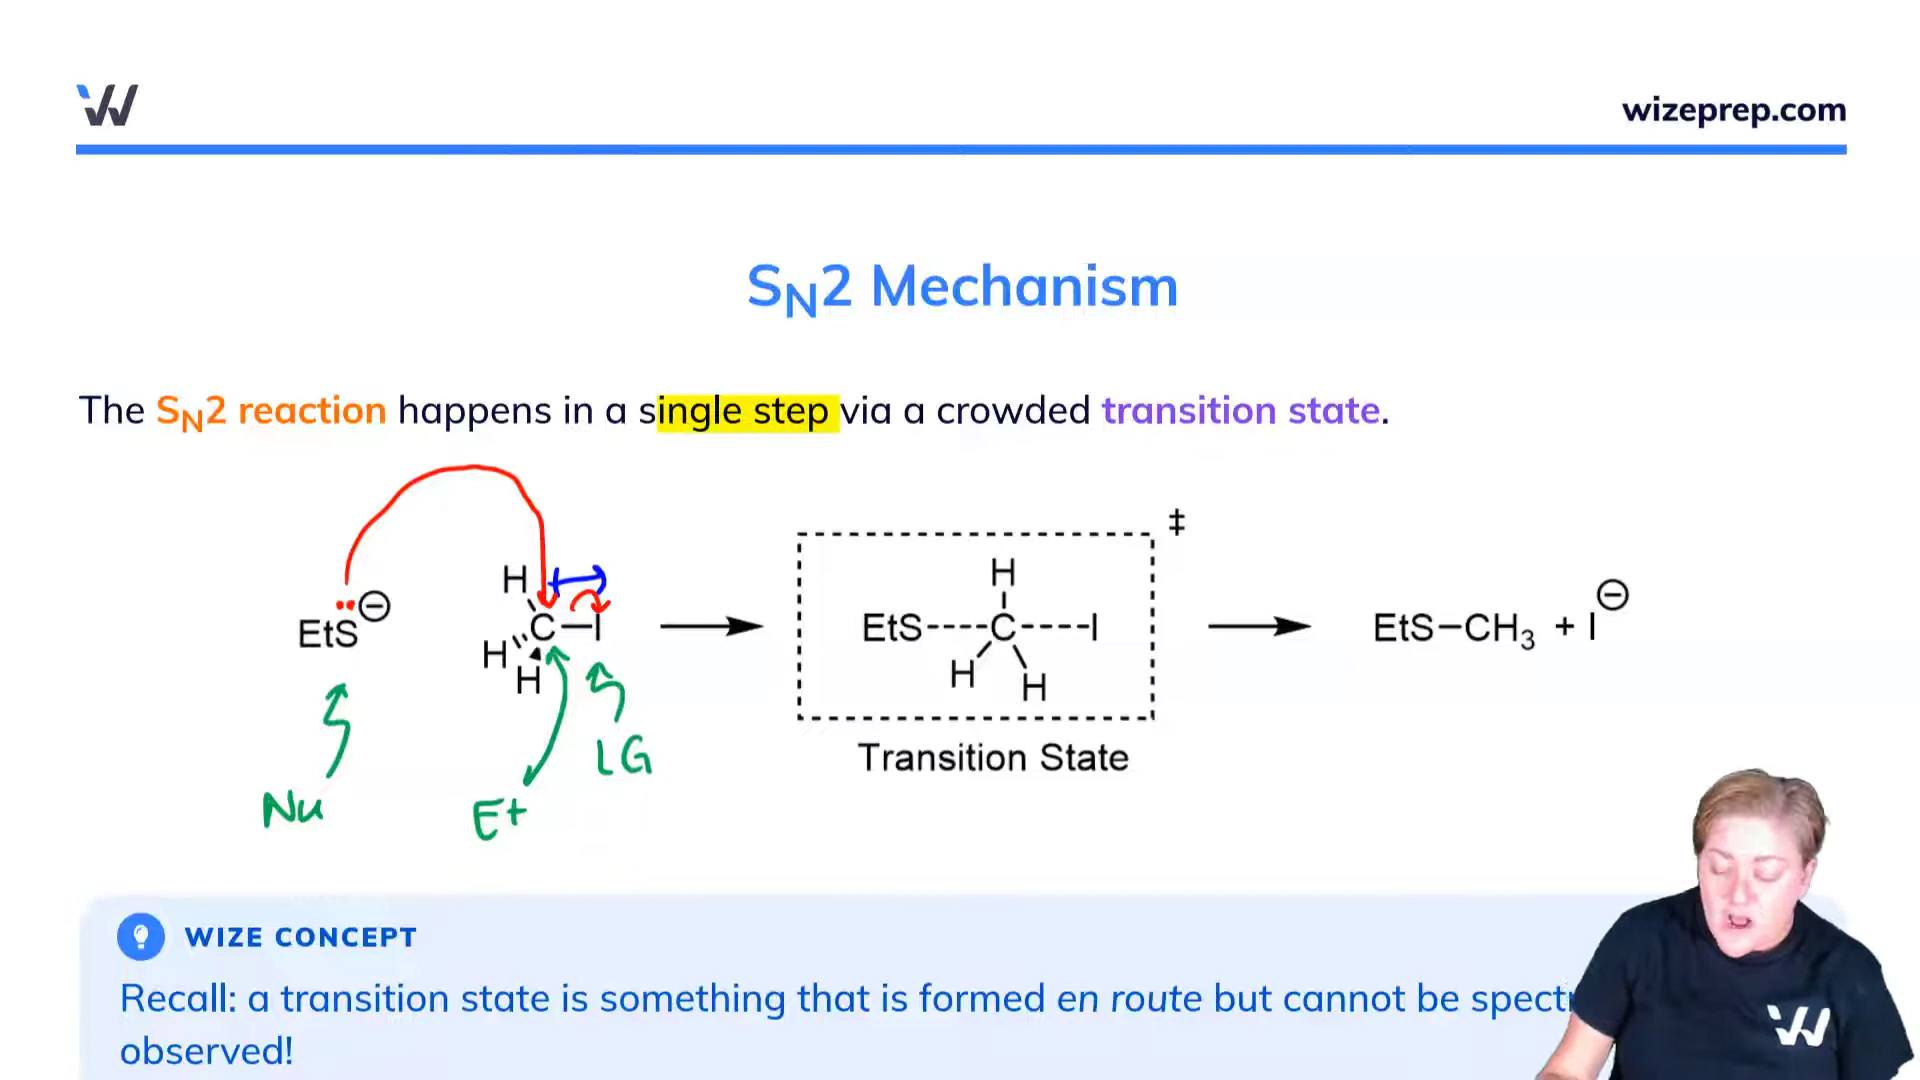 wizeprep.com
SN2 Mechanism
The SN2 reaction happens in a single step via a crowded transition state.
EtS ⊖
H
H
H
C–I
Nu
E+
LG
‡
H
EtS----C----I
H H
Transition State
EtS–CH3 + I ⊖
WIZE CONCEPT
Recall: a transition state is something that is formed en route but cannot be
observed!